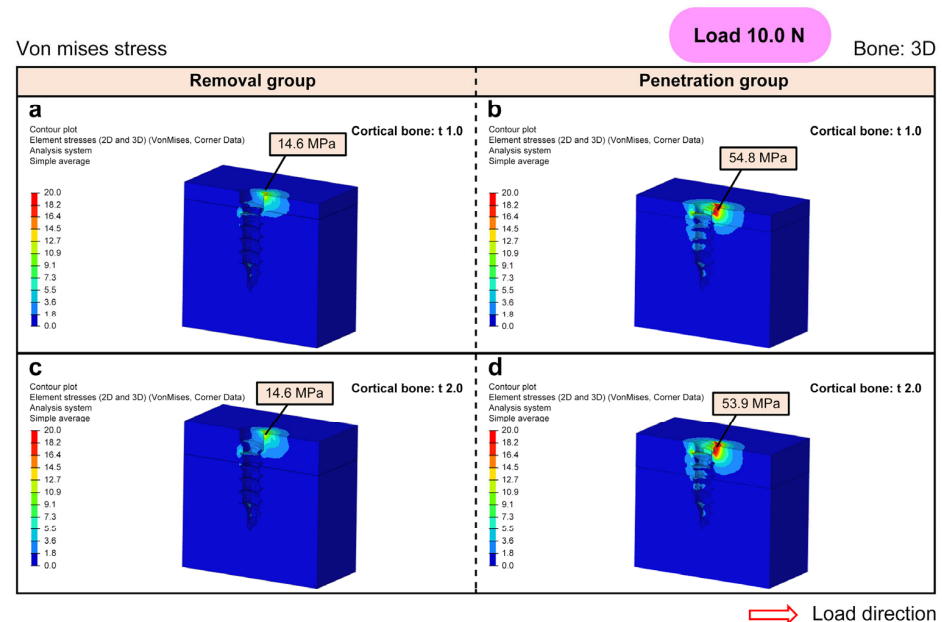 Load 10.0 N
Von mises stress
Bone: 3D
Removal group
Penetration group
a
Contour plot
Element stresses (2D and 3D) (VonMises, Corner Data)
Analysis system
Simple average
Cortical bone: t 1.0
14.6 MPa
20.0
18.2
16.4
14.5
12.7
10.9
9.1
7.3
5.5
3.6
1.8
0.0
b
Contour plot
Element stresses (2D and 3D) (VonMises, Corner Data)
Analysis system
Simple average
Cortical bone: t 1.0
54.8 MPa
20.0
18.2
16.4
14.5
12.7
10.9
9.1
7.3
5.5
3.6
1.8
0.0
c
Contour plot
Element stresses (2D and 3D) (VonMises, Corner Data)
Analysis system
Simple average
Cortical bone: t 2.0
14.6 MPa
20.0
18.2
16.4
14.5
12.7
10.9
9.1
7.3
5.5
3.6
1.8
0.0
d
Contour plot
Element stresses (2D and 3D) (VonMises, Corner Data)
Analysis system
Simple average
Cortical bone: t 2.0
53.9 MPa
20.0
18.2
16.4
14.5
12.7
10.9
9.1
7.3
5.5
3.6
1.8
0.0
Load direction